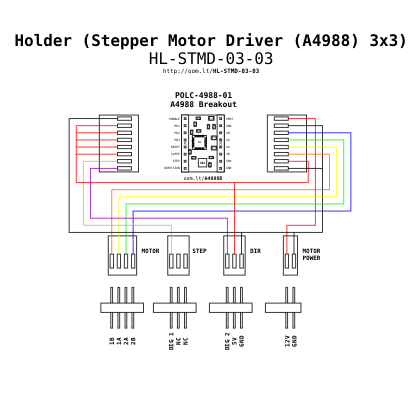 Holder (Stepper Motor Driver (A4988) 3x3)
HL-STMD-03-03
http://oom.lt/HL-STMD-03-03
POLC-4988-01
A4988 Breakout
ENABLE
MS1
MS2
MS3
RESET
SLEEP
STEP
DIRECTION
VMOT
GND
2B
2A
1A
1B
VDD
GND
oom.lt/A4988B
MOTOR
STEP
DIR
MOTOR
POWER
1B
1A
2A
2B
DIG 1
NC
NC
DIG 2
5V
GND
12V
GND